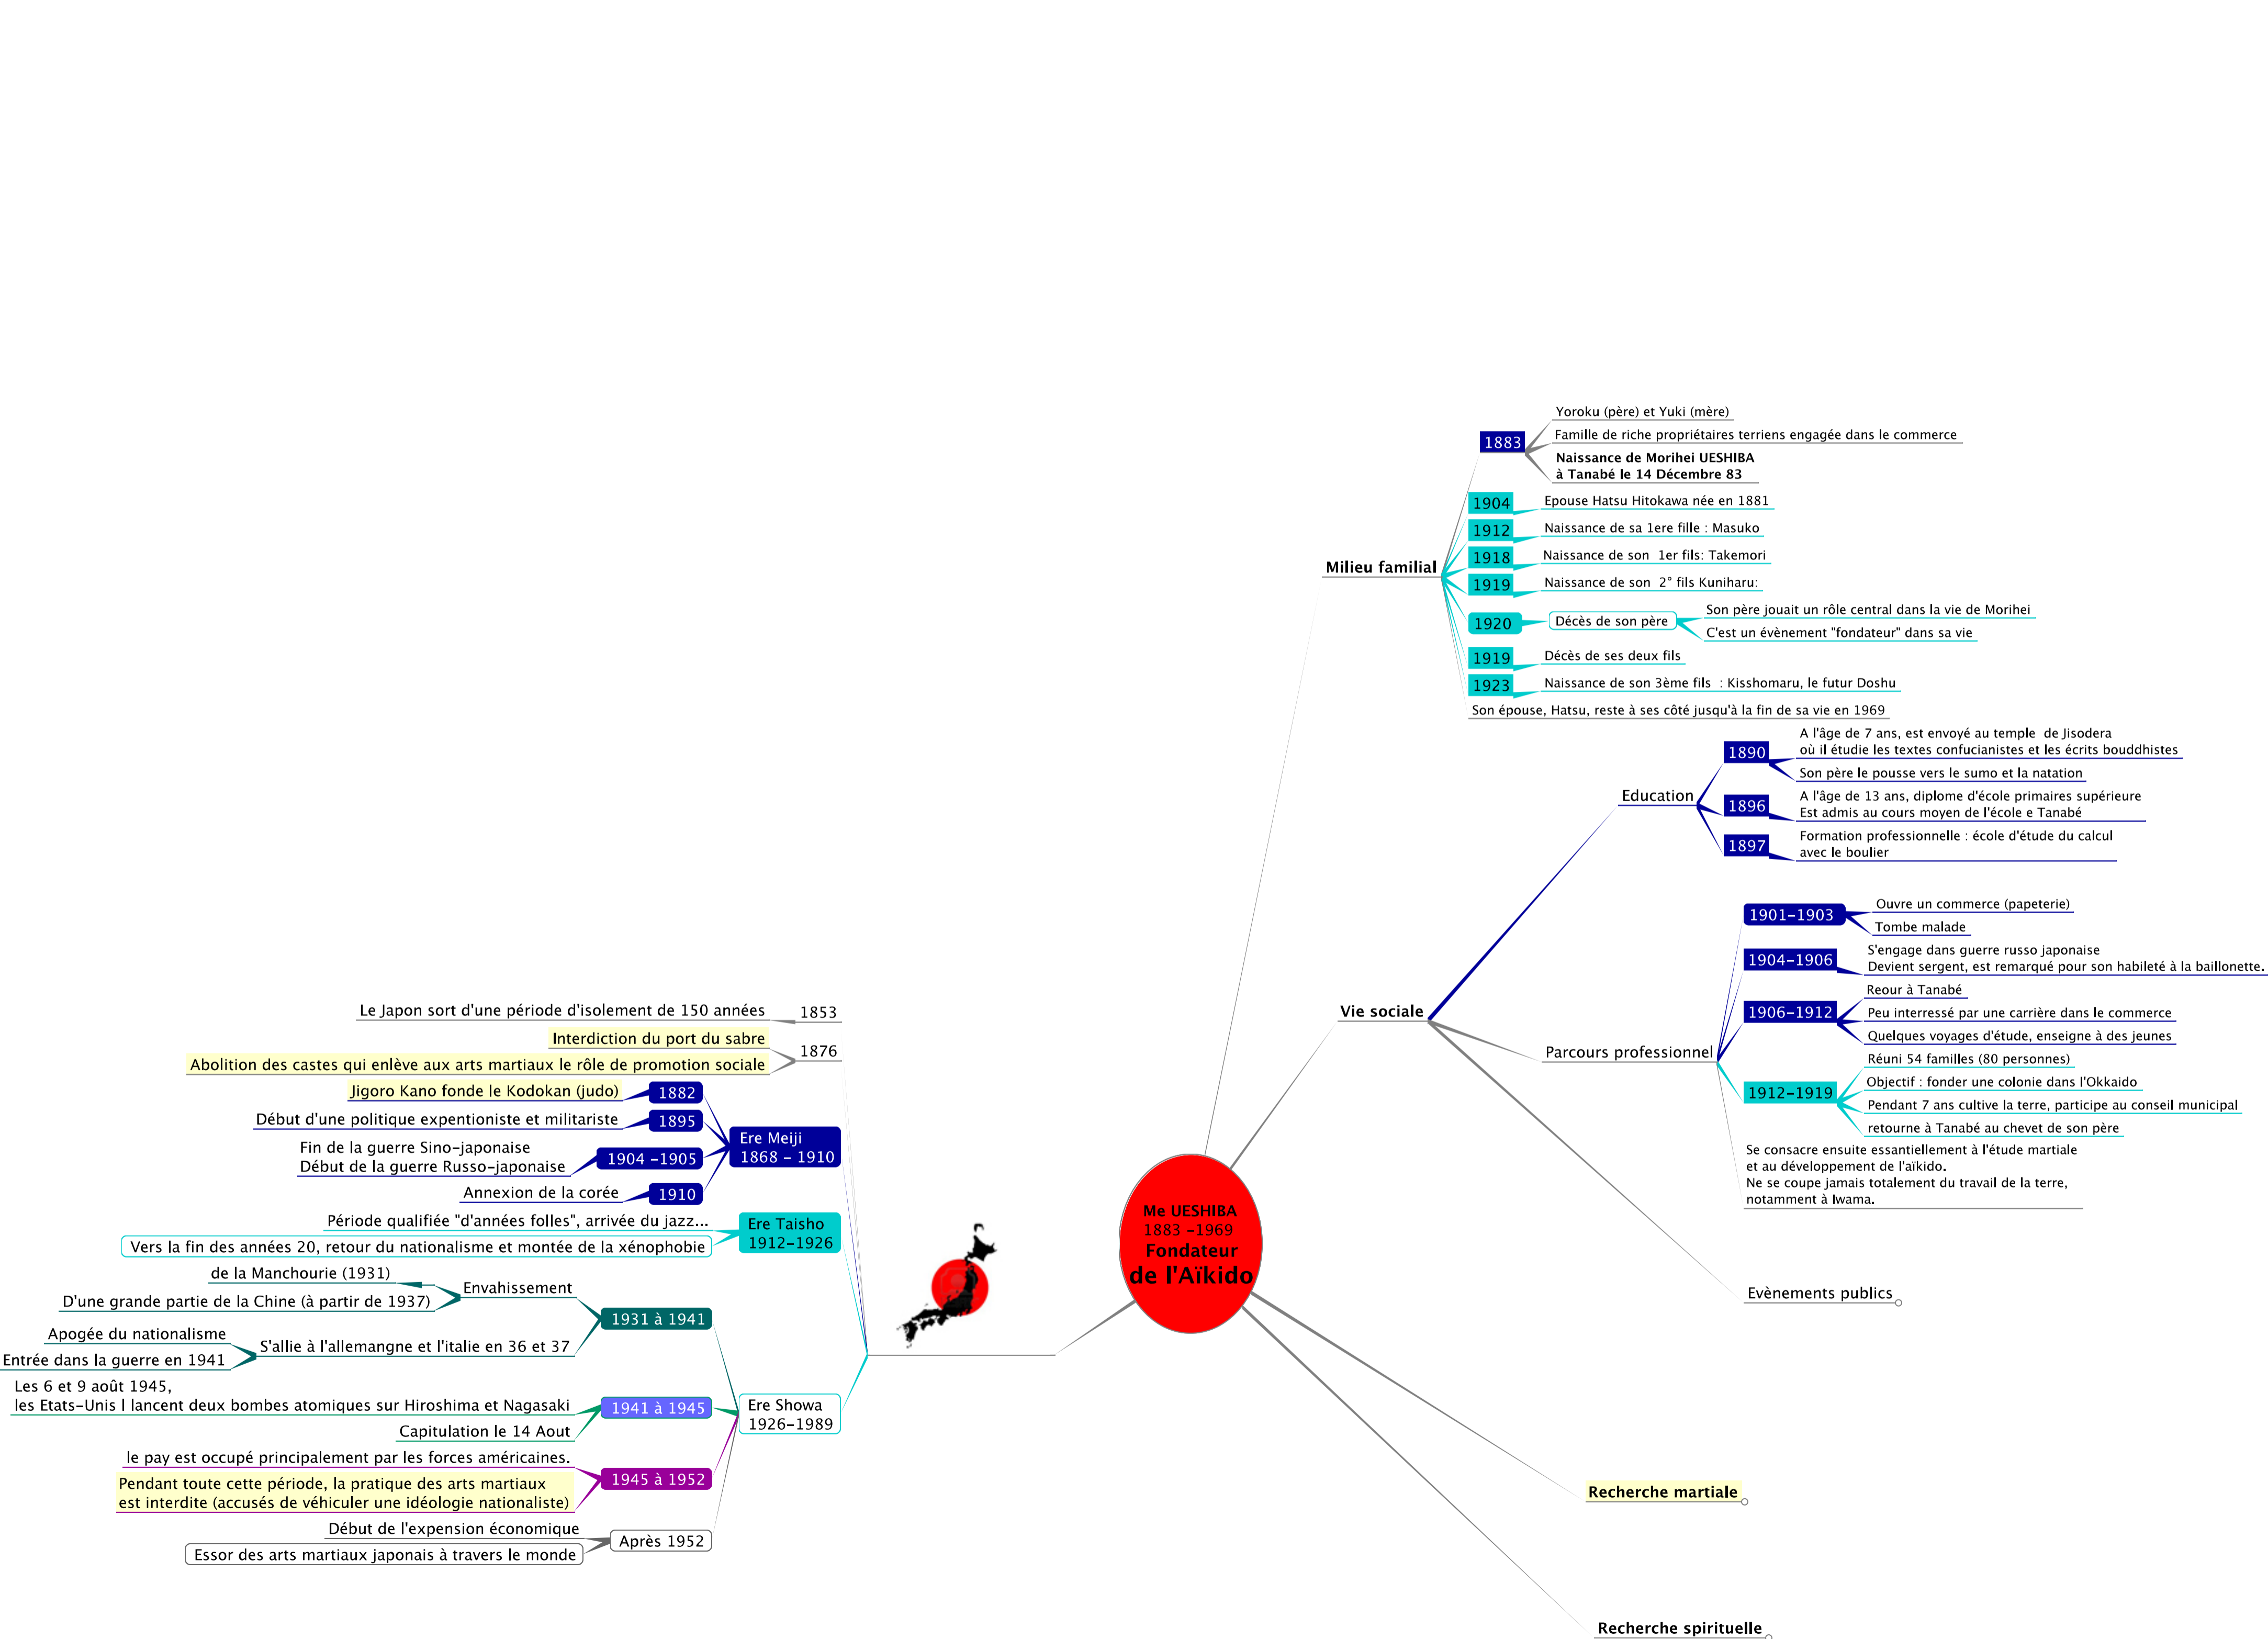 Me UESHIBA
1883 –1969
Fondateur
de l'Aïkido
Milieu familial
1883
Yoroku (père) et Yuki (mère)
Famille de riche propriétaires terriens engagée dans le commerce
Naissance de Morihei UESHIBA
à Tanabé le 14 Décembre 83
1904
Epouse Hatsu Hitokawa née en 1881
1912
Naissance de sa 1ere fille : Masuko
1918
Naissance de son 1er fils: Takemori
1919
Naissance de son 2° fils Kuniharu:
1920
Décès de son père
Son père jouait un rôle central dans la vie de Morihei
C'est un évènement "fondateur" dans sa vie
1919
Décès de ses deux fils
1923
Naissance de son 3ème fils : Kisshomaru, le futur Doshu
Son épouse, Hatsu, reste à ses côté jusqu'à la fin de sa vie en 1969
Vie sociale
Education
1890
A l'âge de 7 ans, est envoyé au temple de Jisodera
où il étudie les textes confucianistes et les écrits bouddhistes
Son père le pousse vers le sumo et la natation
1896
A l'âge de 13 ans, diplome d'école primaires supérieure
Est admis au cours moyen de l'école e Tanabé
1897
Formation professionnelle : école d'étude du calcul
avec le boulier
Parcours professionnel
1901–1903
Ouvre un commerce (papeterie)
Tombe malade
1904–1906
S'engage dans guerre russo japonaise
Devient sergent, est remarqué pour son habileté à la baillonette.
1906–1912
Reour à Tanabé
Peu interressé par une carrière dans le commerce
Quelques voyages d'étude, enseigne à des jeunes
1912–1919
Réuni 54 familles (80 personnes)
Objectif : fonder une colonie dans l'Okkaido
Pendant 7 ans cultive la terre, participe au conseil municipal
retourne à Tanabé au chevet de son père
Se consacre ensuite essantiellement à l'étude martiale
et au développement de l'aïkido.
Ne se coupe jamais totalement du travail de la terre,
notamment à Iwama.
Evènements publics
Recherche martiale
Recherche spirituelle
1853
Le Japon sort d'une période d'isolement de 150 années
1876
Interdiction du port du sabre
Abolition des castes qui enlève aux arts martiaux le rôle de promotion sociale
Ere Meiji
1868 – 1910
1882
Jigoro Kano fonde le Kodokan (judo)
1895
Début d'une politique expentioniste et militariste
1904 –1905
Fin de la guerre Sino–japonaise
Début de la guerre Russo–japonaise
1910
Annexion de la corée
Ere Taisho
1912–1926
Période qualifiée "d'années folles", arrivée du jazz...
Vers la fin des années 20, retour du nationalisme et montée de la xénophobie
Ere Showa
1926–1989
1931 à 1941
Envahissement
de la Manchourie (1931)
D'une grande partie de la Chine (à partir de 1937)
S'allie à l'allemangne et l'italie en 36 et 37
Apogée du nationalisme
Entrée dans la guerre en 1941
1941 à 1945
Les 6 et 9 août 1945,
les Etats–Unis l lancent deux bombes atomiques sur Hiroshima et Nagasaki
Capitulation le 14 Aout
1945 à 1952
le pay est occupé principalement par les forces américaines.
Pendant toute cette période, la pratique des arts martiaux
est interdite (accusés de véhiculer une idéologie nationaliste)
Après 1952
Début de l'expension économique
Essor des arts martiaux japonais à travers le monde